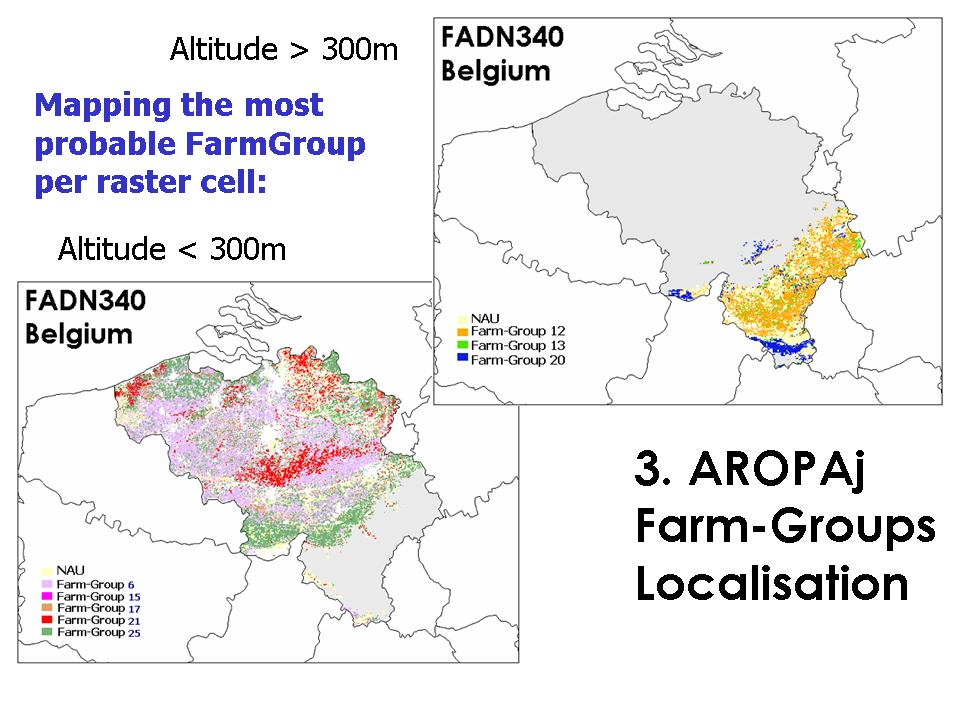 Altitude > 300m
Mapping the most
probable FarmGroup
per raster cell:
Altitude < 300m
FADN340
Belgium
NAU
Farm-Group 12
Farm-Group 13
Farm-Group 20
FADN340
Belgium
NAU
Farm-Group 6
Farm-Group 15
Farm-Group 17
Farm-Group 21
Farm-Group 25
3. AROPAj
Farm-Groups
Localisation